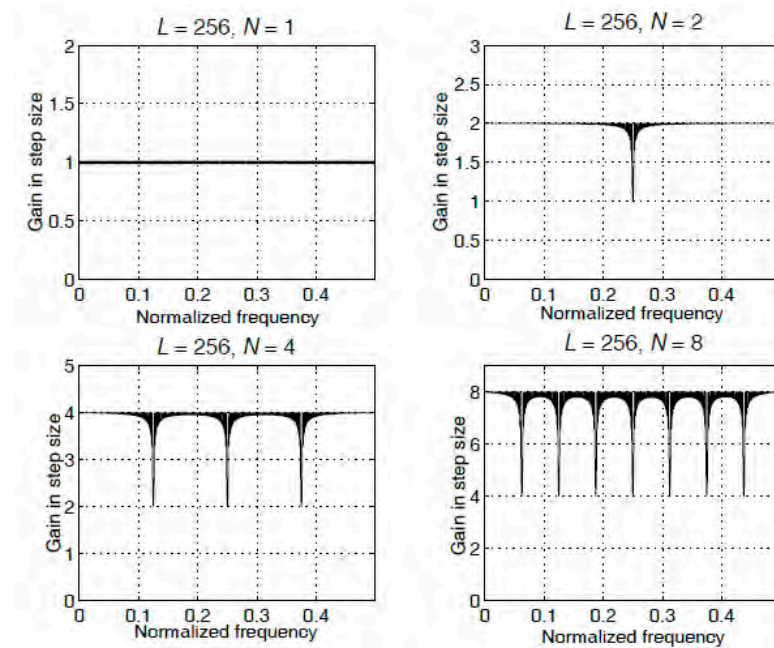 L = 256, N = 1
2
1.5
1
0.5
0
Gain in step size
0 0.1 0.2 0.3 0.4
Normalized frequency
L = 256, N = 2
3
2.5
2
1.5
1
0.5
0
Gain in step size
0 0.1 0.2 0.3 0.4
Normalized frequency
L = 256, N = 4
5
4
3
2
1
0
Gain in step size
0 0.1 0.2 0.3 0.4
Normalized frequency
L = 256, N = 8
8
6
4
2
0
Gain in step size
0 0.1 0.2 0.3 0.4
Normalized frequency